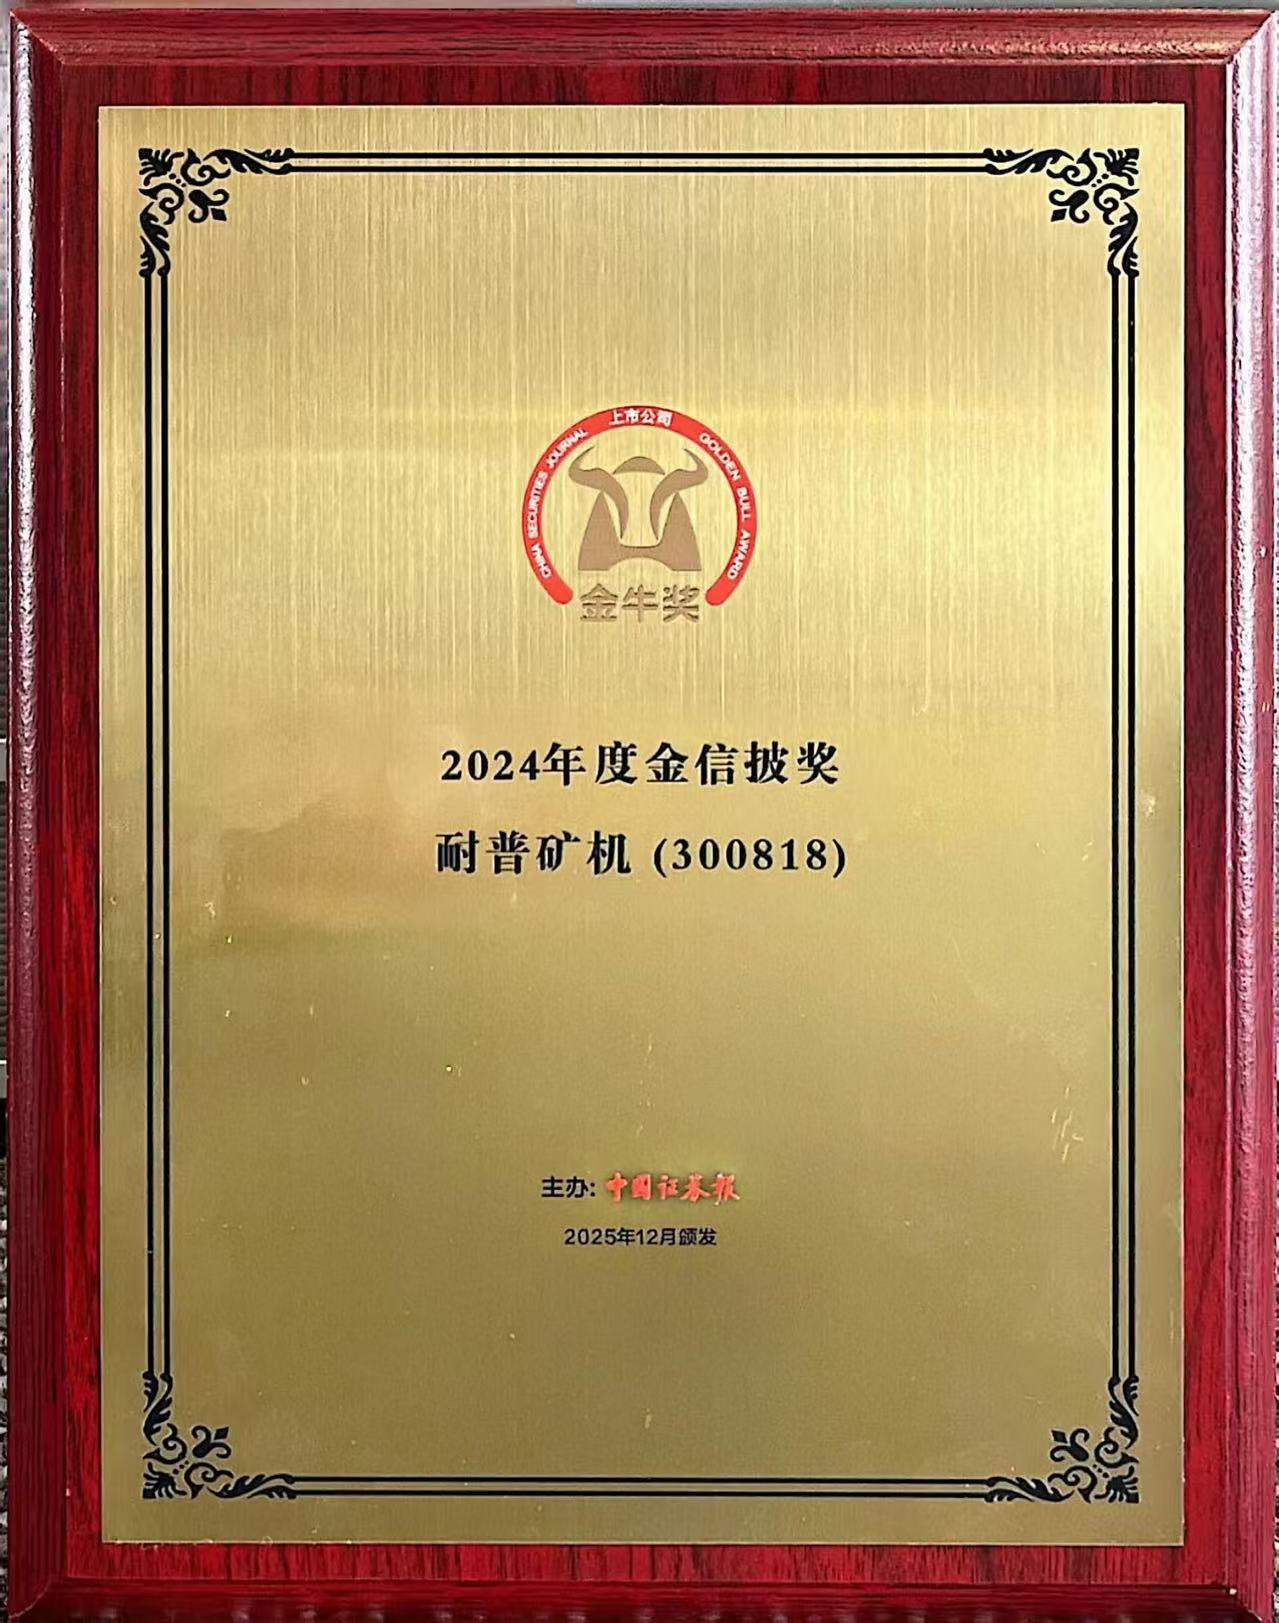 上市公司
CHINA SECURITIES JOURNAL
GOLDEN BULL AWARD
金牛奖
2024年度金信披奖
耐普矿机 (300818)
主办: 中国证券报
2025年12月颁发